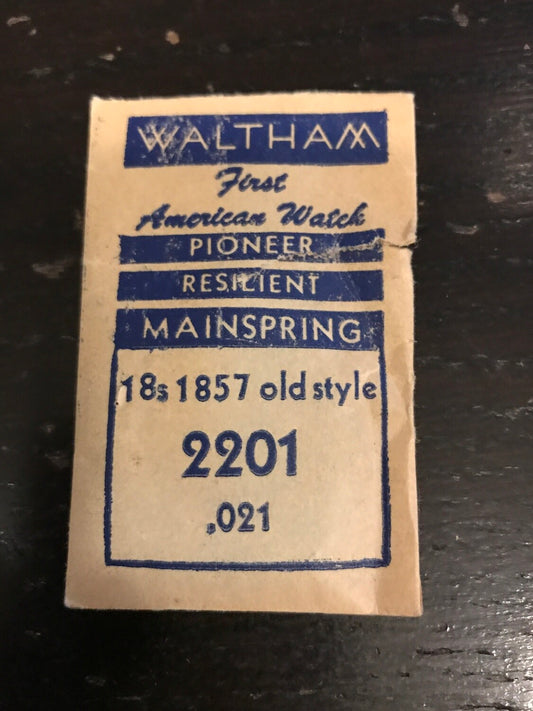 WALTHAM
First
American Watch
PIONEER
RESILIENT
MAINSPRING
18s 1857 old style
2201
.021